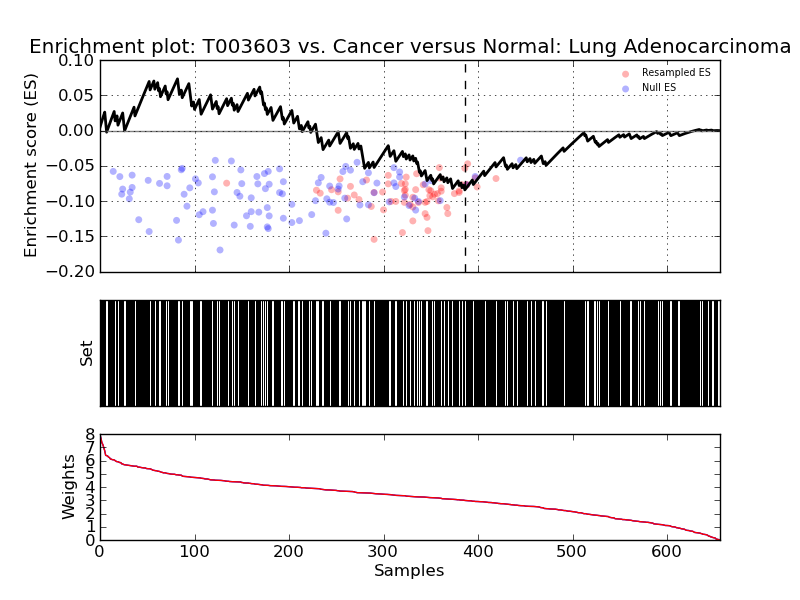 Enrichment plot: T003603 vs. Cancer versus Normal: Lung Adenocarcinoma
Enrichment score (ES)
0.10
0.05
0.00
−0.05
−0.10
−0.15
−0.20
Resampled ES
Null ES
Set
Weights
8
7
6
5
4
3
2
1
0
0 100 200 300 400 500 600
Samples